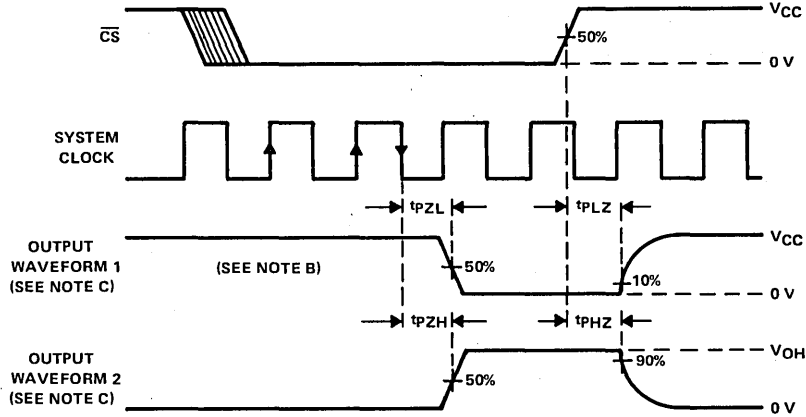 CS
VCC
50%
0 V
SYSTEM
CLOCK
tPZL
tPLZ
OUTPUT
WAVEFORM 1
(SEE NOTE C)
(SEE NOTE B)
50%
VCC
10%
0 V
tPZH
tPHZ
OUTPUT
WAVEFORM 2
(SEE NOTE C)
50%
VOH
90%
0 V